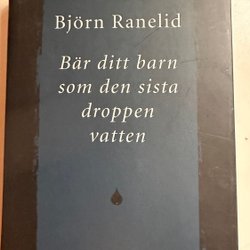 Björn Ranelid
Bär ditt barn
som den sista
droppen
vatten